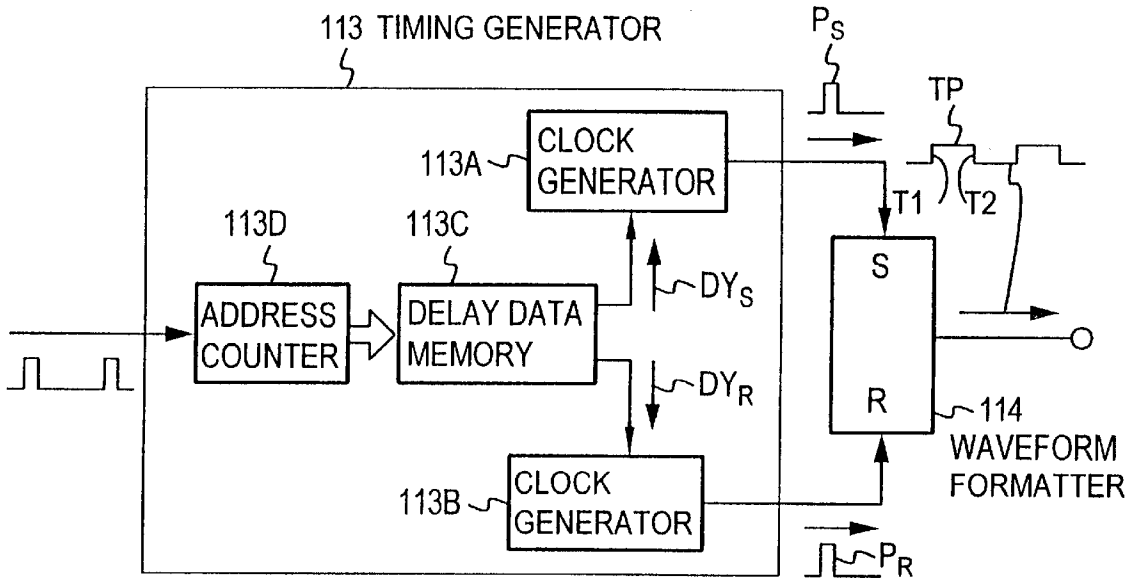 113 TIMING GENERATOR
P_S
TP
CLOCK
GENERATOR
113A
T1
T2
113D
113C
S
DY_S
ADDRESS
COUNTER
DELAY DATA
MEMORY
DY_R
R
114
WAVEFORM
FORMATTER
CLOCK
GENERATOR
113B
P_R